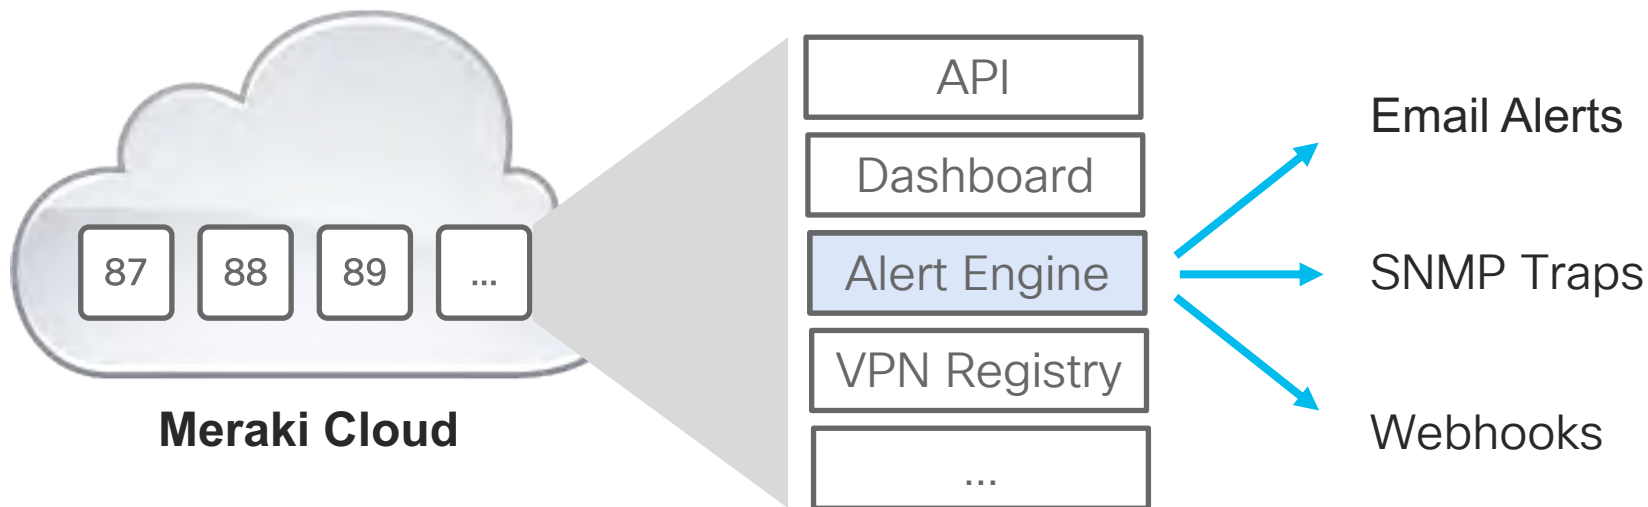 87 88 89 ...
Meraki Cloud
API
Dashboard
Alert Engine
VPN Registry
...
Email Alerts
SNMP Traps
Webhooks